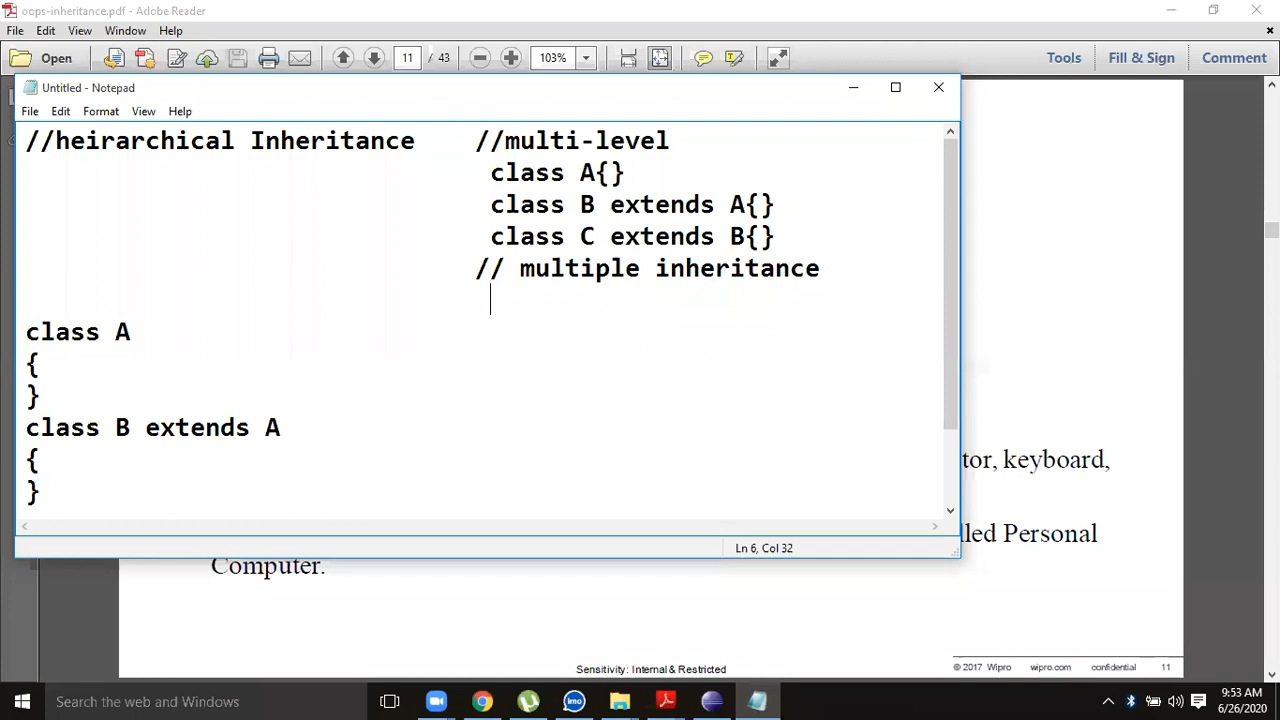 oops-inheritance.pdf - Adobe Reader
File Edit View Window Help
Open 11 / 43 103% Tools Fill & Sign Comment
Untitled - Notepad
File Edit Format View Help
//heirarchical Inheritance //multi-level
class A{}
class B extends A{}
class C extends B{}
// multiple inheritance
class A
{
}
class B extends A
{
}
Ln 6, Col 32
tor, keyboard,
lled Personal
Computer.
Sensitivity: Internal & Restricted
© 2017 Wipro wipro.com confidential 11
Search the web and Windows
imo
9:53 AM
6/26/2020